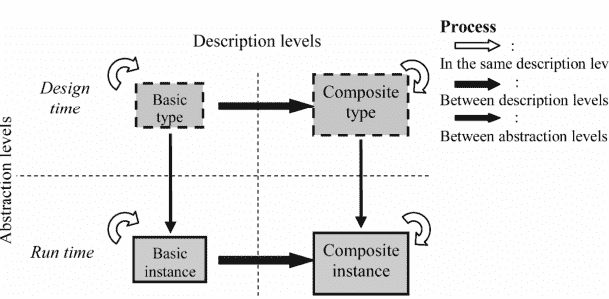 Description levels
Abstraction levels
Design
time
Basic
type
Composite
type
Run time
Basic
instance
Composite
instance
Process
:
In the same description lev
:
Between description levels
:
Between abstraction levels